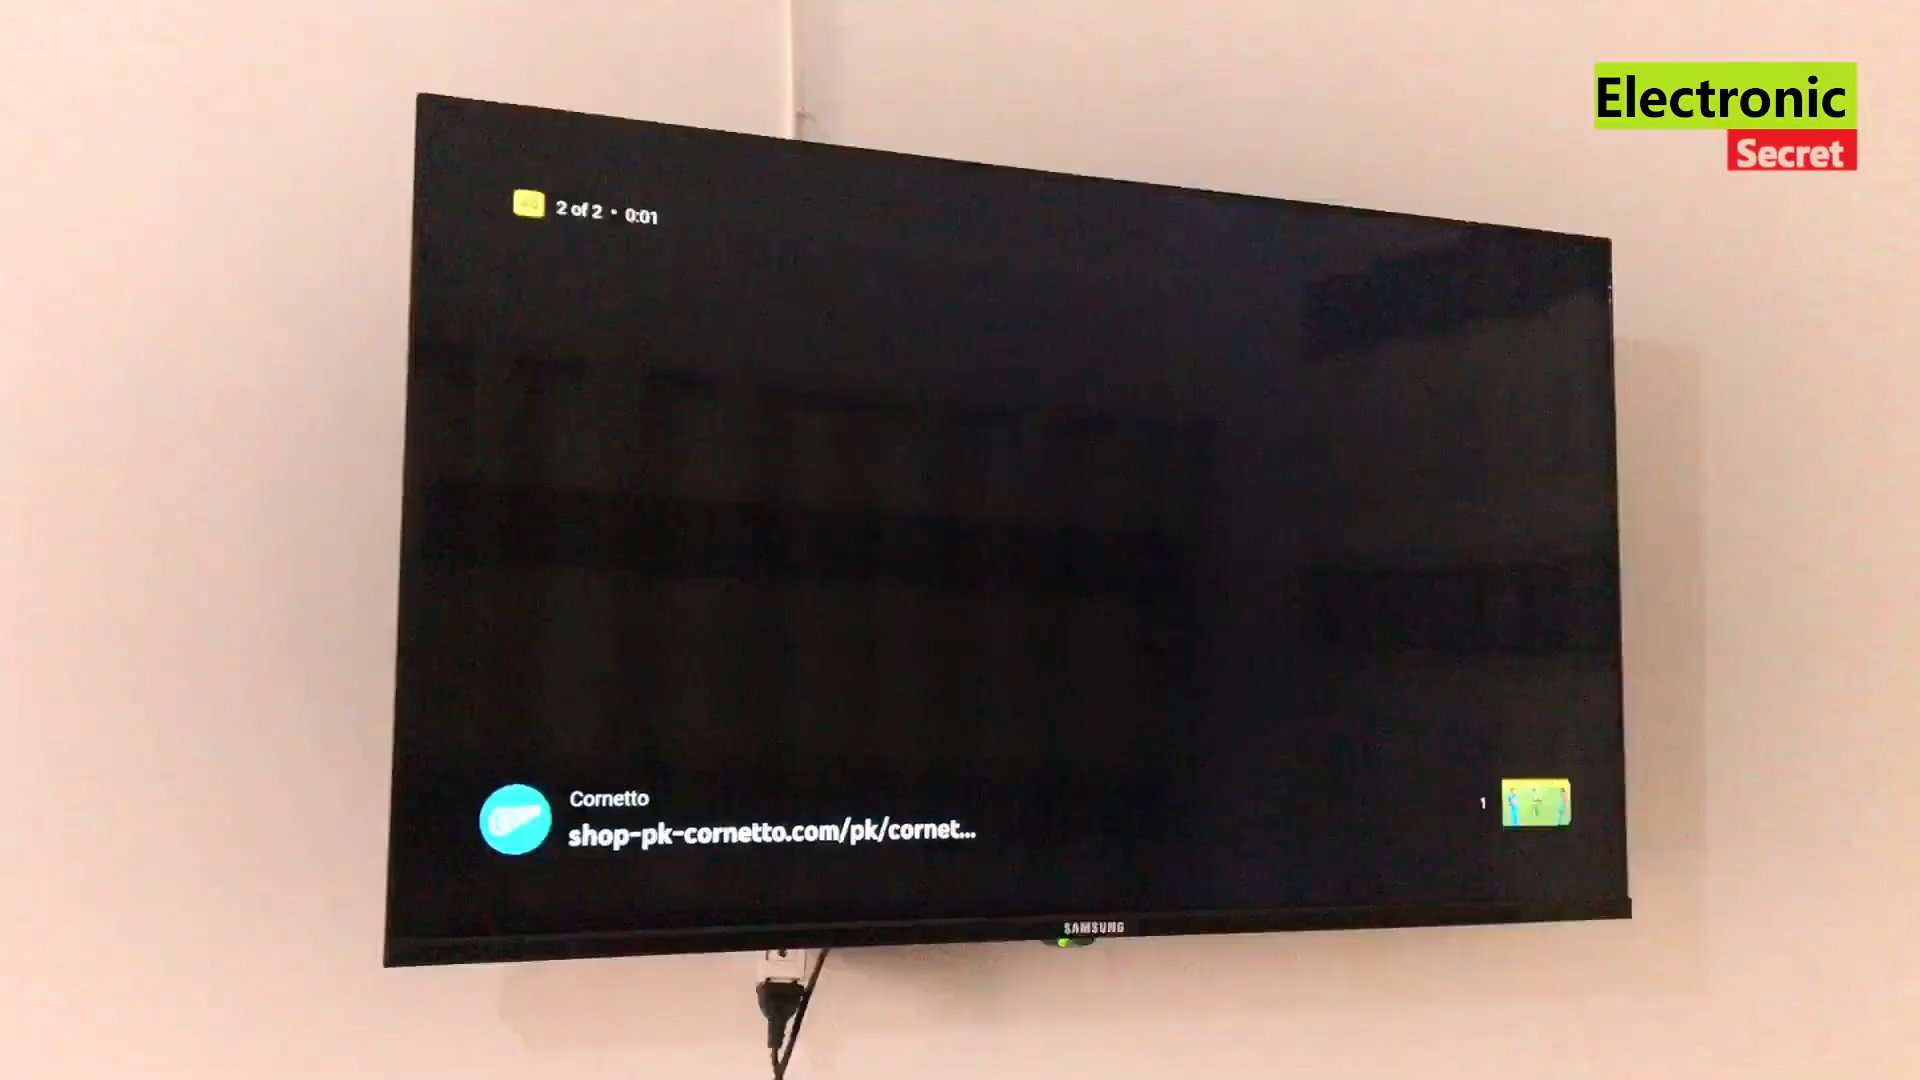 Electronic
Secret
2 of 2 • 0:01
Cornetto
shop-pk-cornetto.com/pk/cornet...
1
SAMSUNG